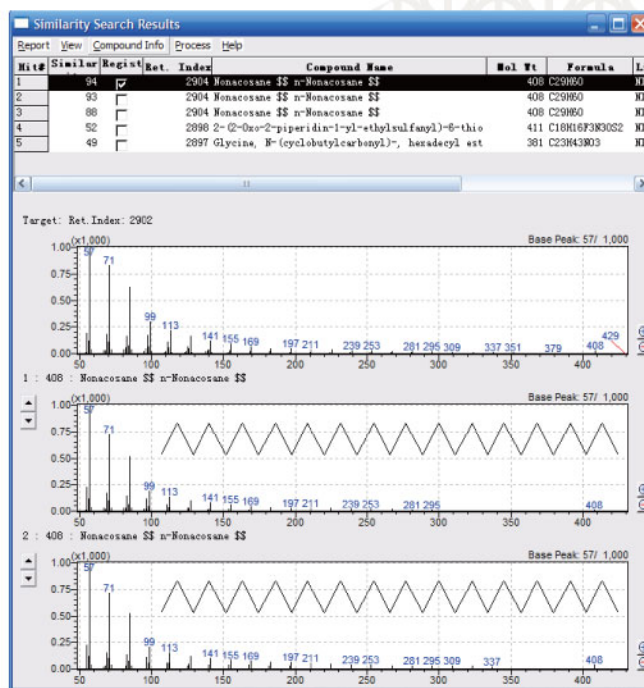 Similarity Search Results
Report View Compound Info Process Help
Hit# Similar Regist Ret. Index Compound Name Mol Wt Formula
1 94 2904 Nonacosane $$ n-Nonacosane $$ 408 C29H60
2 93 2904 Nonacosane $$ n-Nonacosane $$ 408 C29H60
3 88 2904 Nonacosane $$ n-Nonacosane $$ 408 C29H60
4 52 2898 2-(2-Oxo-2-piperidin-1-yl-ethylsulfanyl)-6-thio 411 C18H16F3N3OS2
5 49 2897 Glycine, N-(cyclobutylcarbonyl)-, hexadecyl est 381 C23H43NO3
Target: Ret.Index: 2902
(x1,000) Base Peak: 57/ 1,000
1.00
57
71
0.75
0.50
99
0.25
113
141 155 169 197 211 239 253 281 295 309 337 351 379 408 429
0.00
50 100 150 200 250 300 350 400
1 : 408 : Nonacosane $$ n-Nonacosane $$
(x1,000) Base Peak: 57/ 1,000
1.00
57
71
0.75
0.50
0.25
99 113 141 155 169 197 211 239 253 281 295 408
0.00
50 100 150 200 250 300 350 400
2 : 408 : Nonacosane $$ n-Nonacosane $$
(x1,000) Base Peak: 57/ 1,000
1.00
57
71
0.75
0.50
0.25
99 113 141 155 169 197 211 239 253 281 295 309 337 408
0.00
50 100 150 200 250 300 350 400